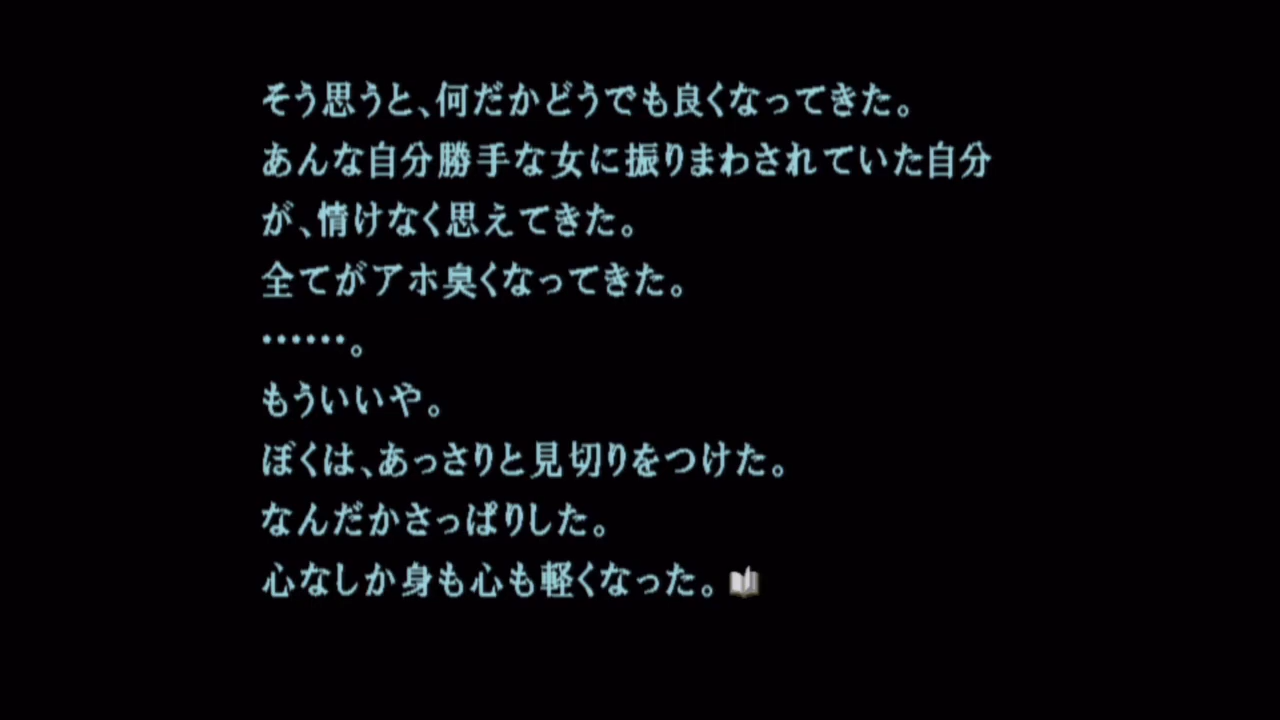 そう思うと、何だかどうでも良くなってきた。
あんな自分勝手な女に振りまわされていた自分
が、情けなく思えてきた。
全てがアホ臭くなってきた。
……。
もういいや。
ぼくは、あっさりと見切りをつけた。
なんだかさっぱりした。
心なしか身も心も軽くなった。